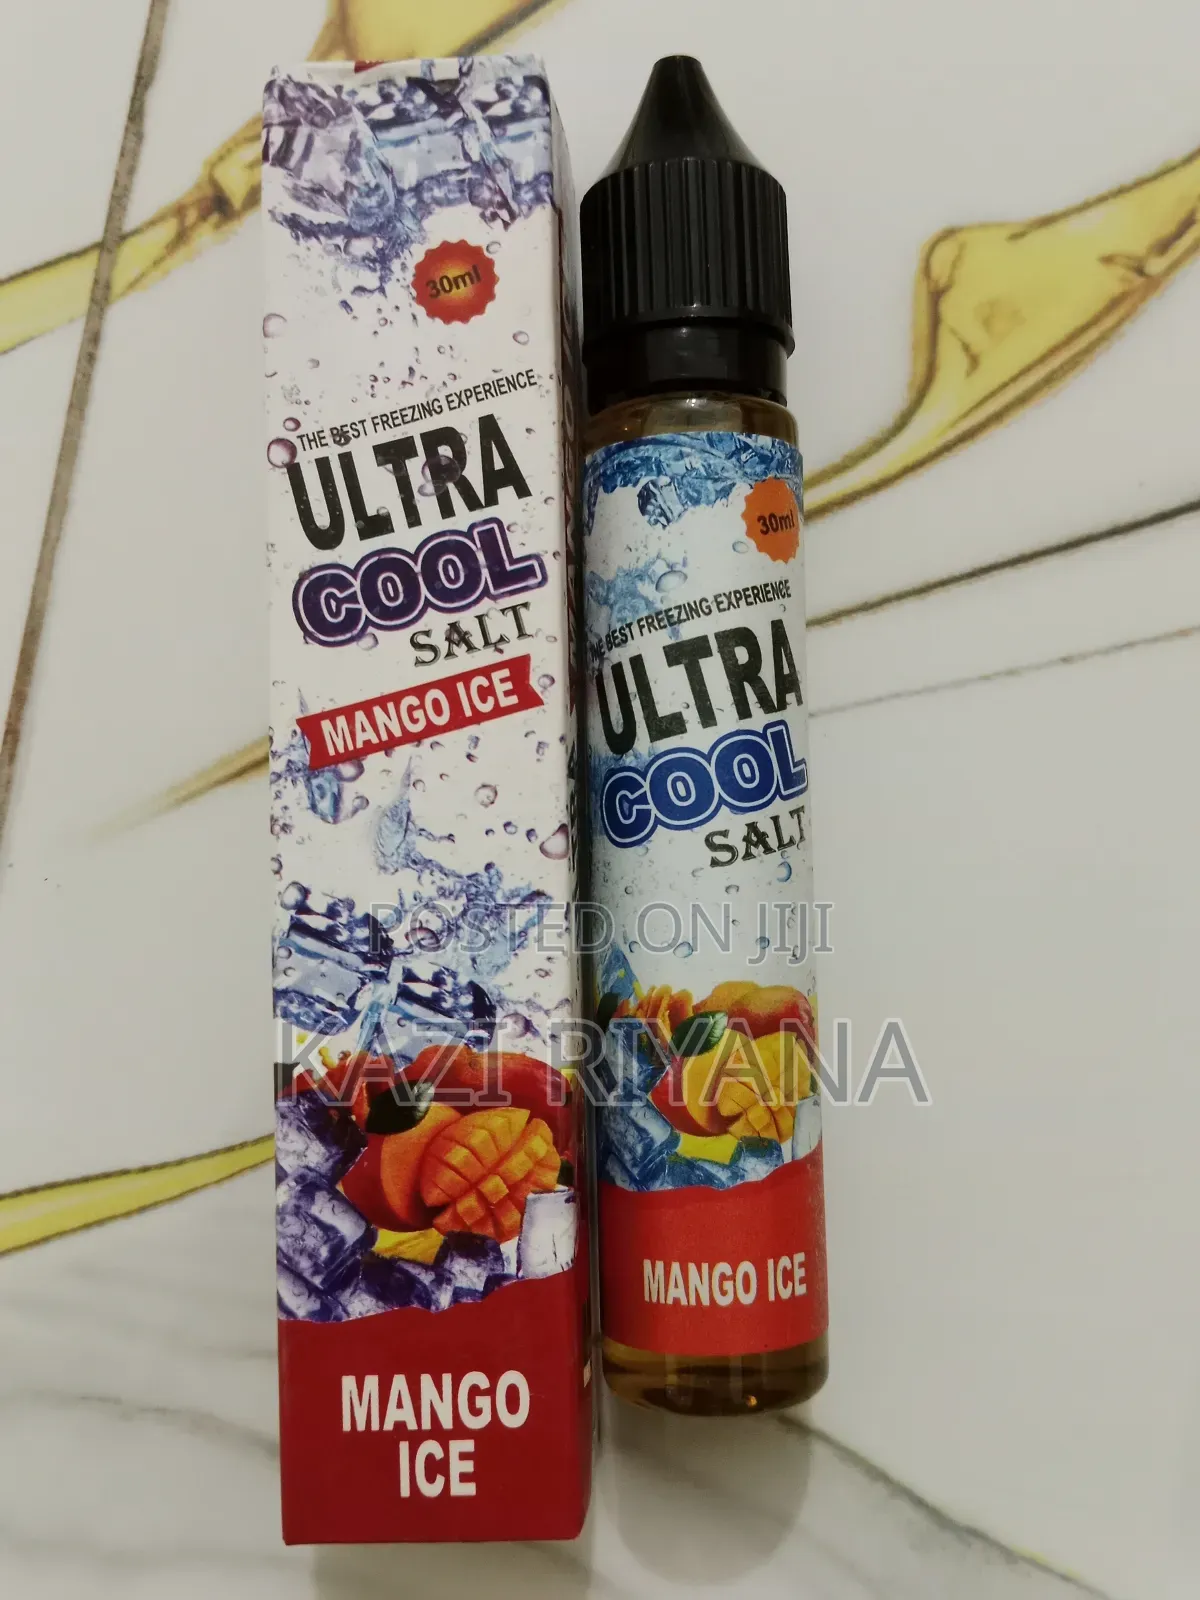 30ml
THE BEST FREEZING EXPERIENCE
ULTRA
COOL
SALT
MANGO ICE
MANGO
ICE
30ml
THE BEST FREEZING EXPERIENCE
ULTRA
COOL
SALT
MANGO ICE
POSTED ON JIJI
KAZI RIYANA